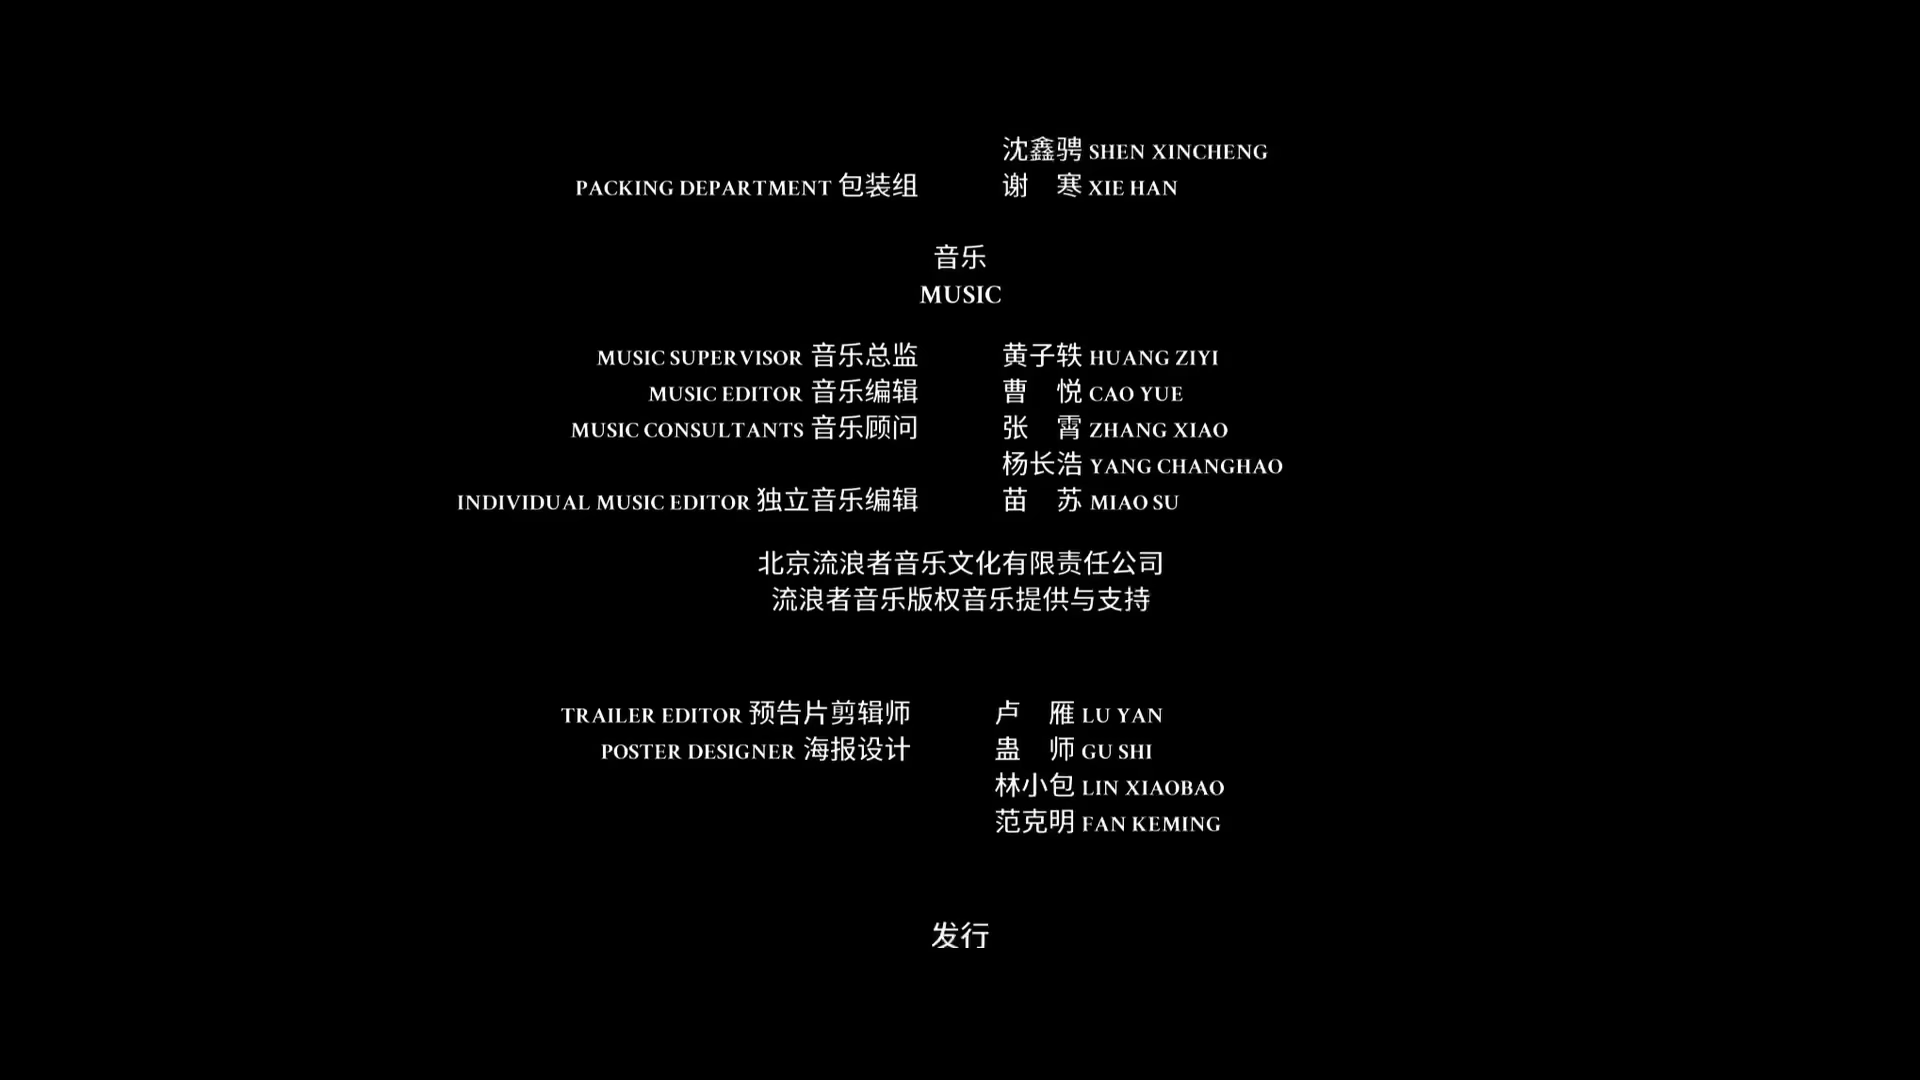 沈鑫骋 SHEN XINCHENG
PACKING DEPARTMENT 包装组 谢 寒 XIE HAN
音乐
MUSIC
MUSIC SUPERVISOR 音乐总监 黄子轶 HUANG ZIYI
MUSIC EDITOR 音乐编辑 曹 悦 CAO YUE
MUSIC CONSULTANTS 音乐顾问 张 霄 ZHANG XIAO
杨长浩 YANG CHANGHAO
INDIVIDUAL MUSIC EDITOR 独立音乐编辑 苗 苏 MIAO SU
北京流浪者音乐文化有限责任公司
流浪者音乐版权音乐提供与支持
TRAILER EDITOR 预告片剪辑师 卢 雁 LU YAN
POSTER DESIGNER 海报设计 蛊 师 GU SHI
林小包 LIN XIAOBAO
范克明 FAN KEMING
发行